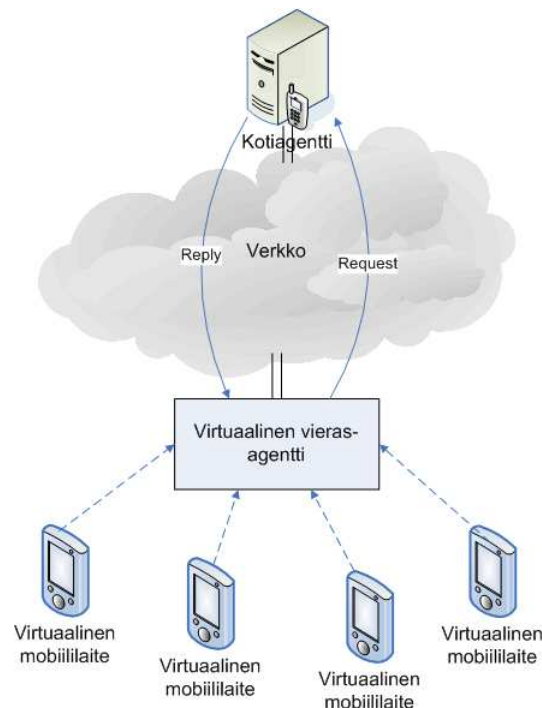 Kotiagentti
Verkko
Reply
Request
Virtuaalinen vieras-
agentti
Virtuaalinen
mobiililaite
Virtuaalinen
mobiililaite
Virtuaalinen
mobiililaite
Virtuaalinen
mobiililaite